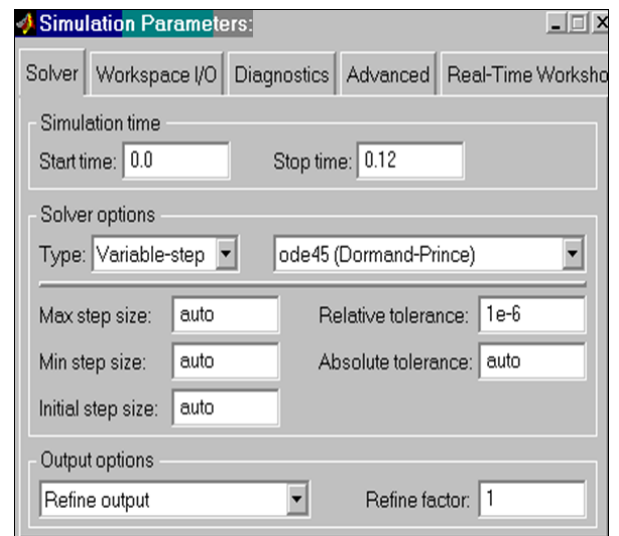 Simulation Parameters:
Solver Workspace I/O Diagnostics Advanced Real-Time Worksho
Simulation time
Start time: 0.0 Stop time: 0.12
Solver options
Type: Variable-step ode45 (Dormand-Prince)
Max step size: auto Relative tolerance: 1e-6
Min step size: auto Absolute tolerance: auto
Initial step size: auto
Output options
Refine output Refine factor: 1